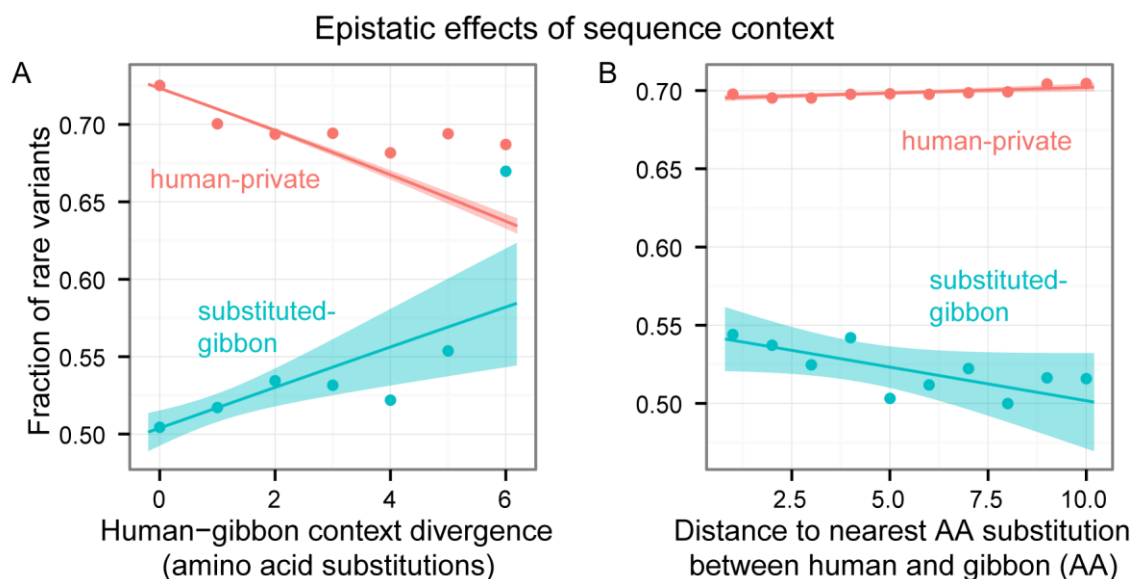 Epistatic effects of sequence context
A
Fraction of rare variants
0.70
0.65
0.60
0.55
0.50
human-private
substituted-
gibbon
0
2
4
6
Human−gibbon context divergence
(amino acid substitutions)
B
0.70
0.65
0.60
0.55
0.50
human-private
substituted-
gibbon
2.5
5.0
7.5
10.0
Distance to nearest AA substitution
between human and gibbon (AA)